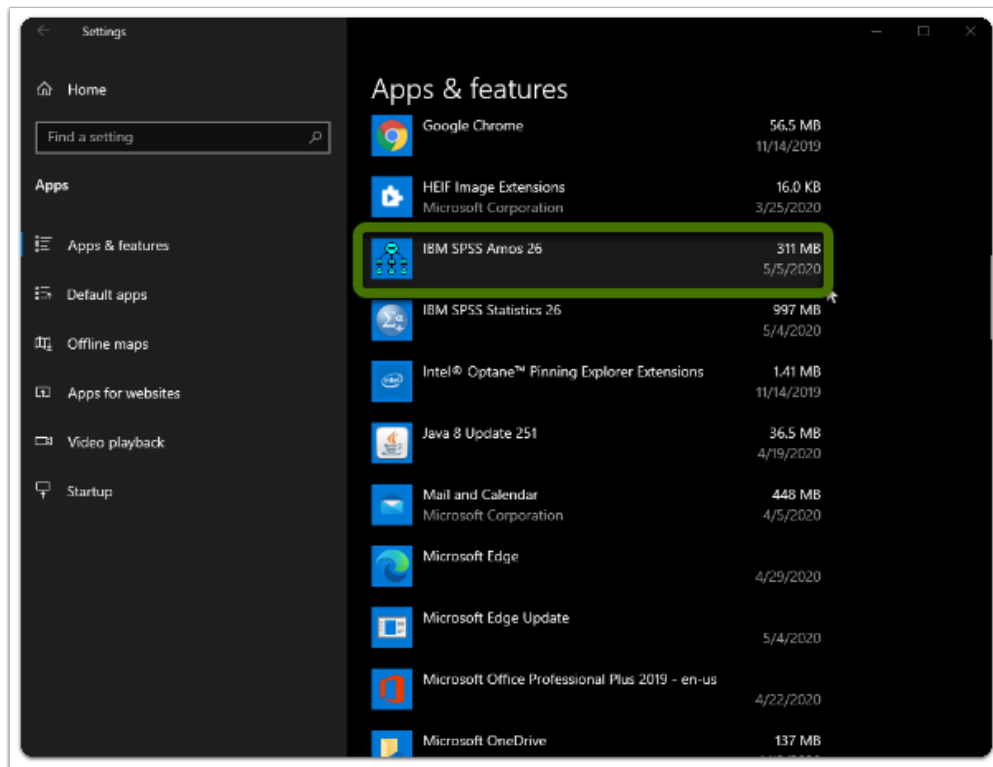 Settings
Home
Find a setting
Apps
Apps & features
Default apps
Offline maps
Apps for websites
Video playback
Startup
Apps & features
Google Chrome 56.5 MB
11/14/2019
HEIF Image Extensions 16.0 KB
Microsoft Corporation 3/25/2020
IBM SPSS Amos 26 311 MB
5/5/2020
IBM SPSS Statistics 26 997 MB
5/4/2020
Intel® Optane™ Pinning Explorer Extensions 1.41 MB
11/14/2019
Java 8 Update 251 36.5 MB
4/19/2020
Mail and Calendar 448 MB
Microsoft Corporation 4/5/2020
Microsoft Edge
4/29/2020
Microsoft Edge Update
5/4/2020
Microsoft Office Professional Plus 2019 - en-us
4/22/2020
Microsoft OneDrive 137 MB